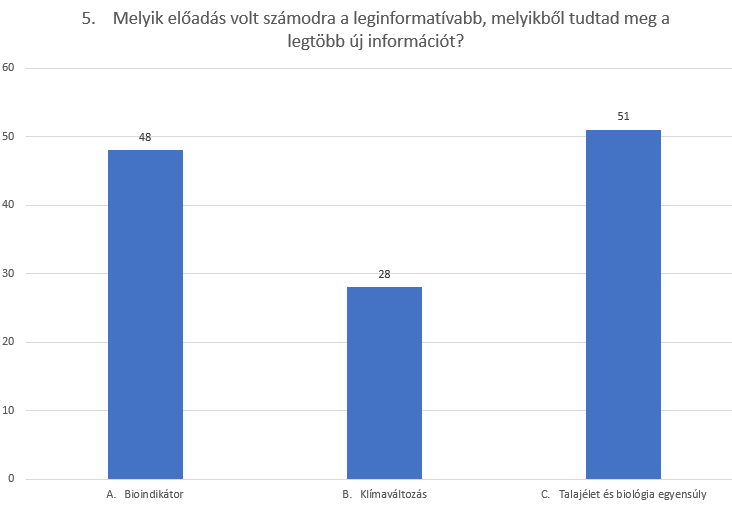 5. Melyik előadás volt számodra a leginformatívabb, melyikből tudtad meg a
legtöbb új információt?
60
50
40
30
20
10
0
48
28
51
A. Bioindikátor
B. Klímaváltozás
C. Talajélet és biológia egyensúly